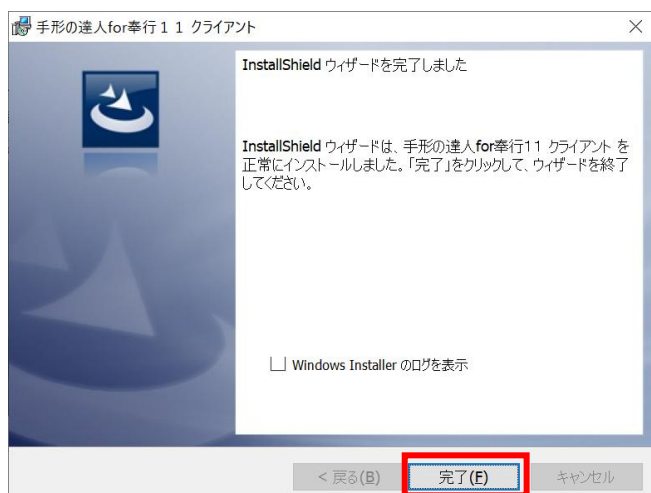 手形の達人for奉行１１ クライアント
InstallShield ウィザードを完了しました
InstallShield ウィザードは、手形の達人for奉行11 クライアント を
正常にインストールしました。「完了」をクリックして、ウィザードを終了
してください。
Windows Installer のログを表示
< 戻る(B)
完了(F)
キャンセル